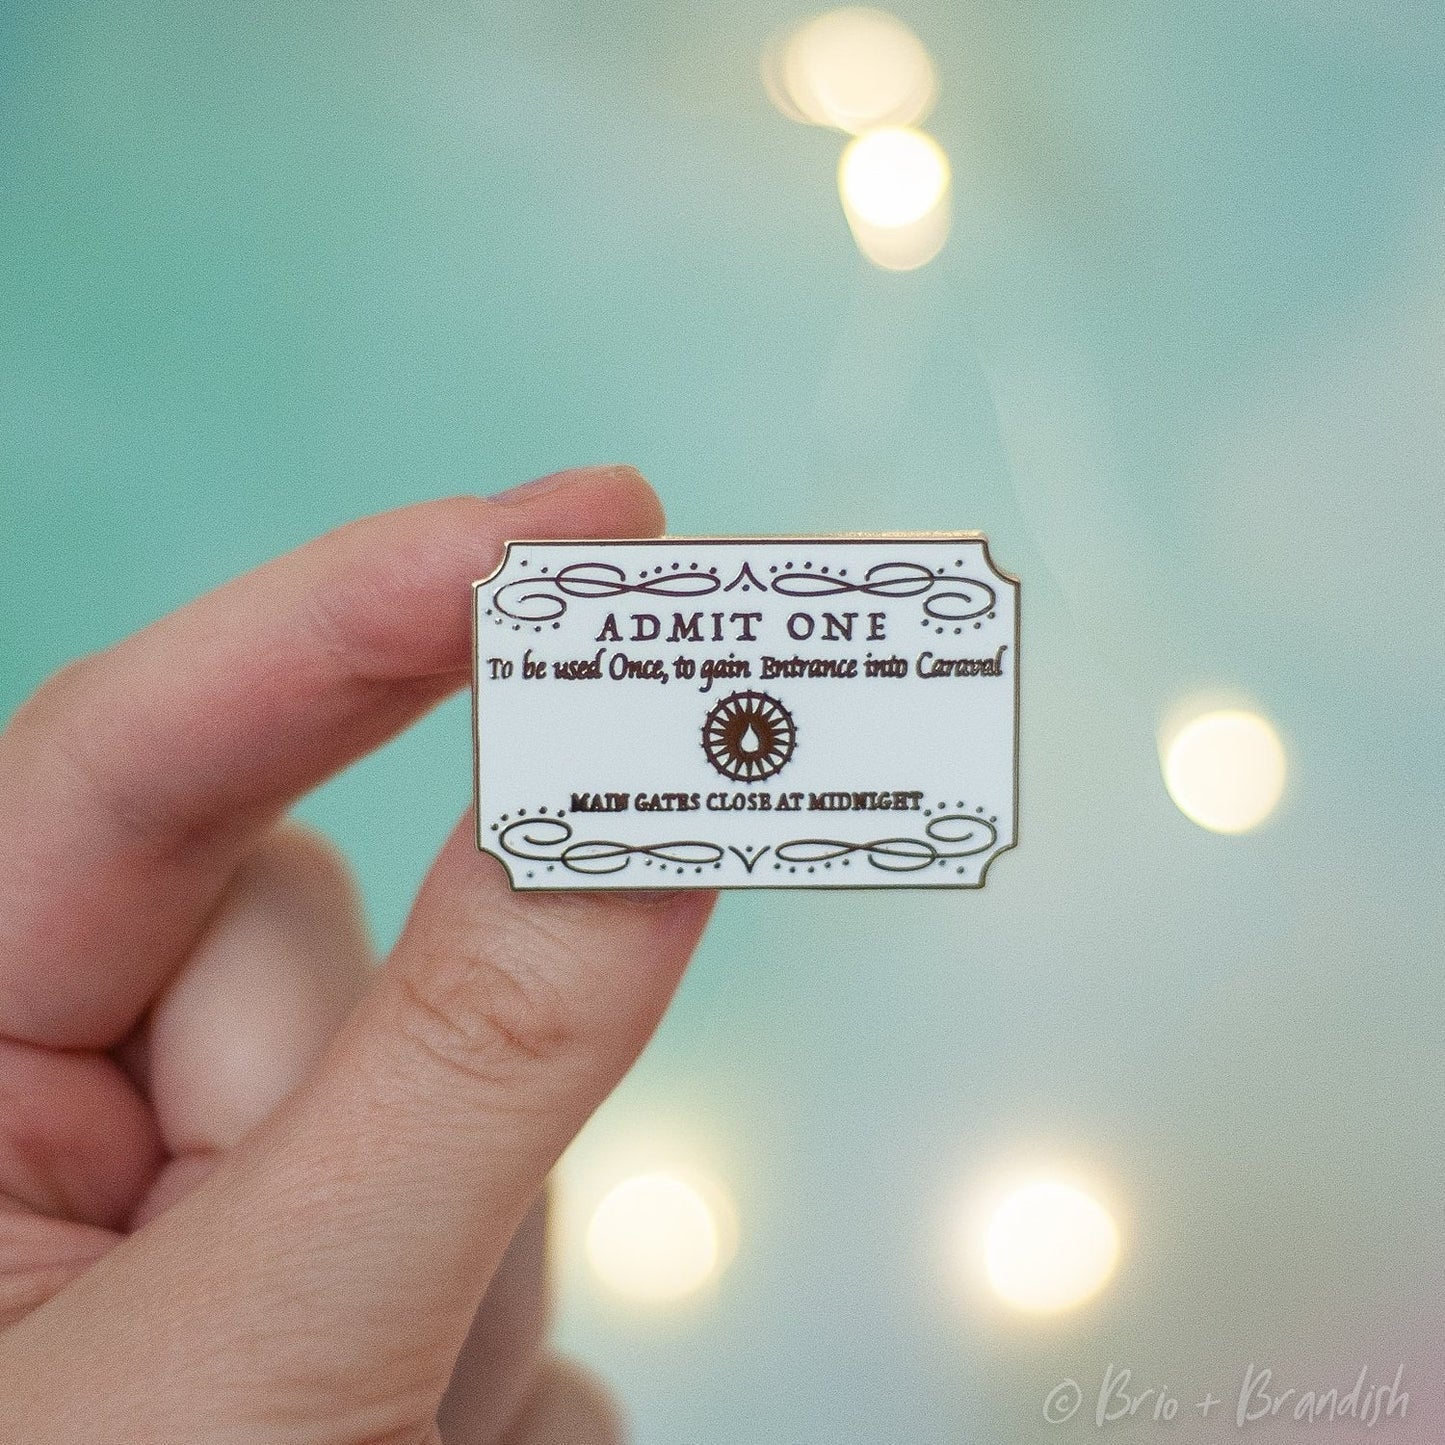 ADMIT ONE
To be used Once, to gain Entrance into Caraval
MAIN GATES CLOSE AT MIDNIGHT
© Brio + Brandish